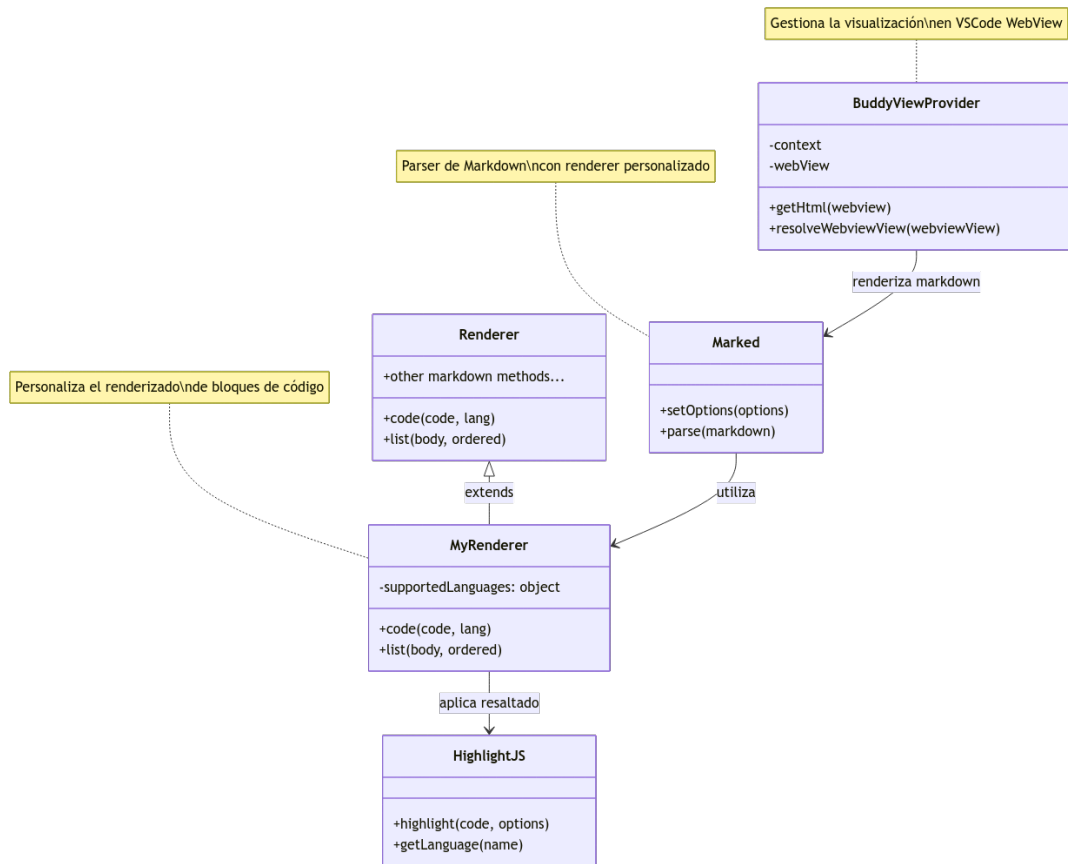 Gestiona la visualización\nen VSCode WebView
BuddyViewProvider
-context
-webView
+getHtml(webview)
+resolveWebviewView(webviewView)
renderiza markdown
Parser de Markdown\ncon renderer personalizado
Marked
+setOptions(options)
+parse(markdown)
utiliza
Renderer
+other markdown methods...
+code(code, lang)
+list(body, ordered)
extends
Personaliza el renderizado\nde bloques de código
MyRenderer
-supportedLanguages: object
+code(code, lang)
+list(body, ordered)
aplica resaltado
HighlightJS
+highlight(code, options)
+getLanguage(name)